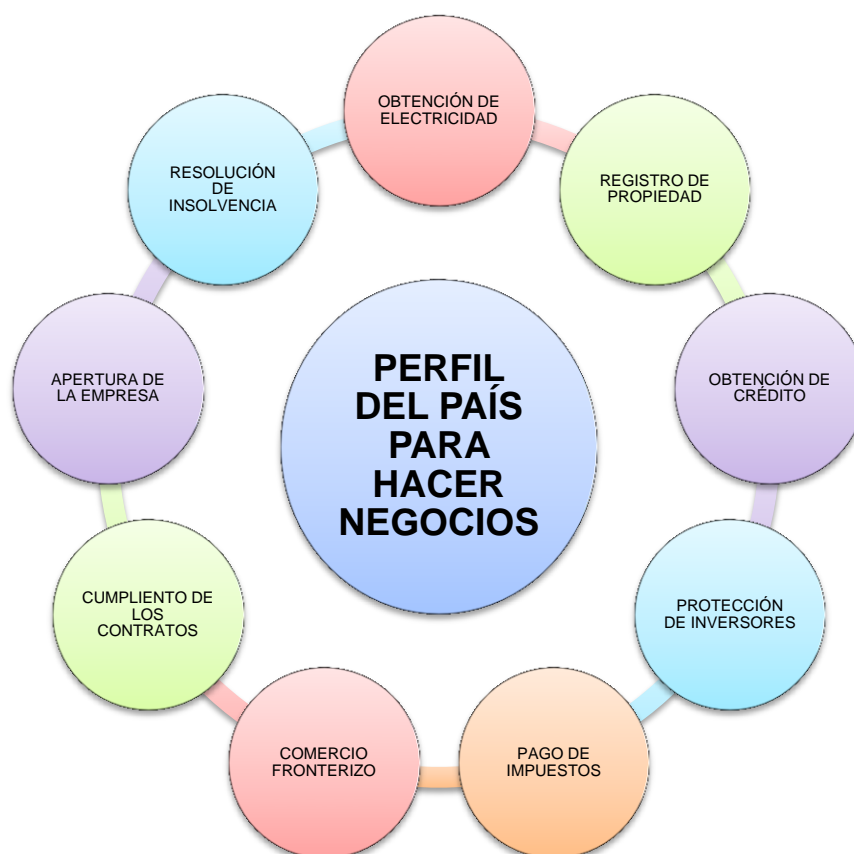 OBTENCIÓN DE
ELECTRICIDAD
REGISTRO DE
PROPIEDAD
OBTENCIÓN DE
CRÉDITO
PROTECCIÓN
DE INVERSORES
PAGO DE
IMPUESTOS
COMERCIO
FRONTERIZO
CUMPLIENTO DE
LOS
CONTRATOS
APERTURA DE
LA EMPRESA
RESOLUCIÓN
DE
INSOLVENCIA
PERFIL
DEL PAÍS
PARA
HACER
NEGOCIOS